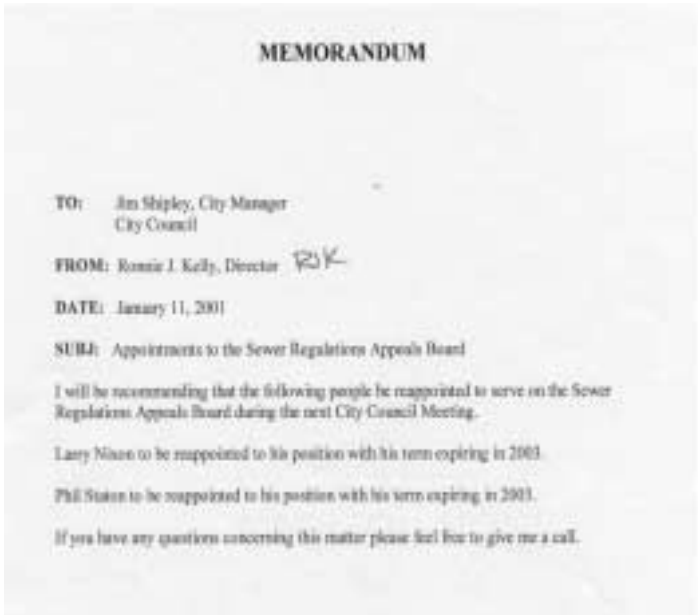 MEMORANDUM
TO: Jim Shipley, City Manager
City Council
FROM: Ronnie J. Kelly, Director RJK
DATE: January 11, 2001
SUBJ: Appointments to the Sewer Regulations Appeals Board
I will be recommending that the following people be reappointed to serve on the Sewer
Regulations Appeals Board during the next City Council Meeting.
Larry Nixon to be reappointed to his position with his term expiring in 2003.
Phil Staton to be reappointed to his position with his term expiring in 2003.
If you have any questions concerning this matter please feel free to give me a call.